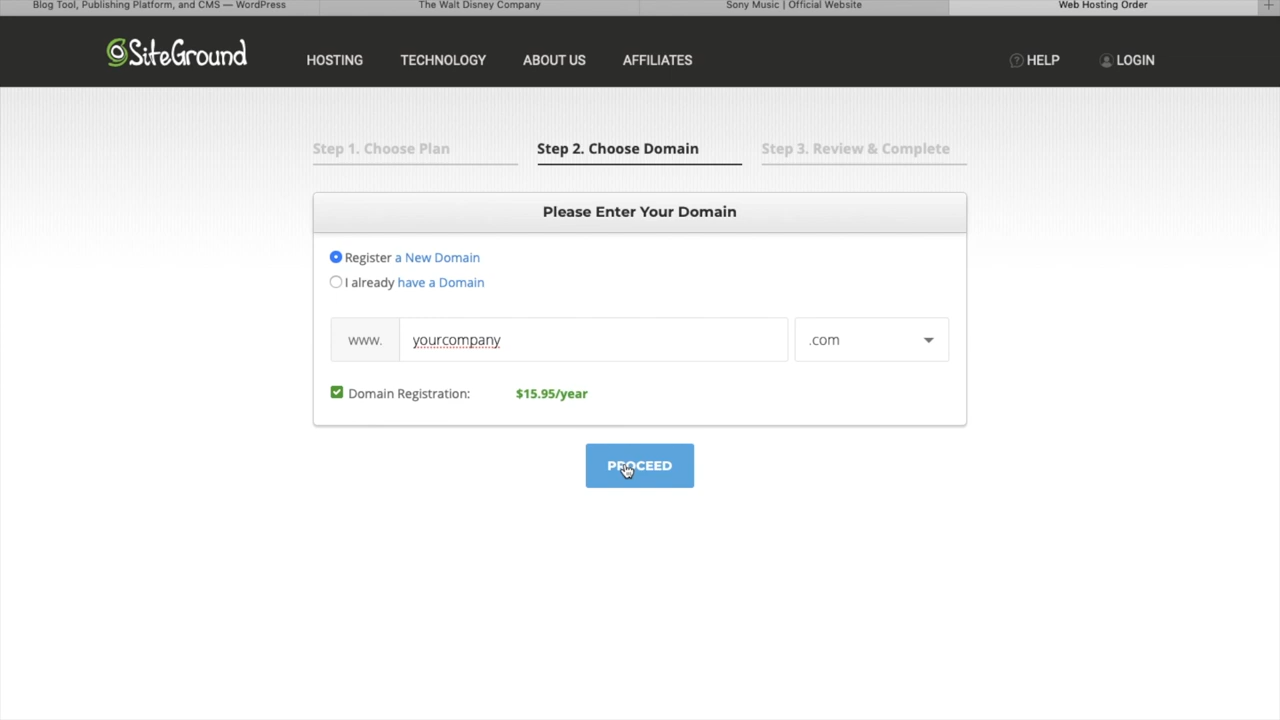 Blog Tool, Publishing Platform, and CMS — WordPress The Walt Disney Company Sony Music | Official Website Web Hosting Order +
SiteGround HOSTING TECHNOLOGY ABOUT US AFFILIATES ? HELP LOGIN
Step 1. Choose Plan Step 2. Choose Domain Step 3. Review & Complete
Please Enter Your Domain
Register a New Domain
I already have a Domain
www. yourcompany .com
Domain Registration: $15.95/year
PROCEED